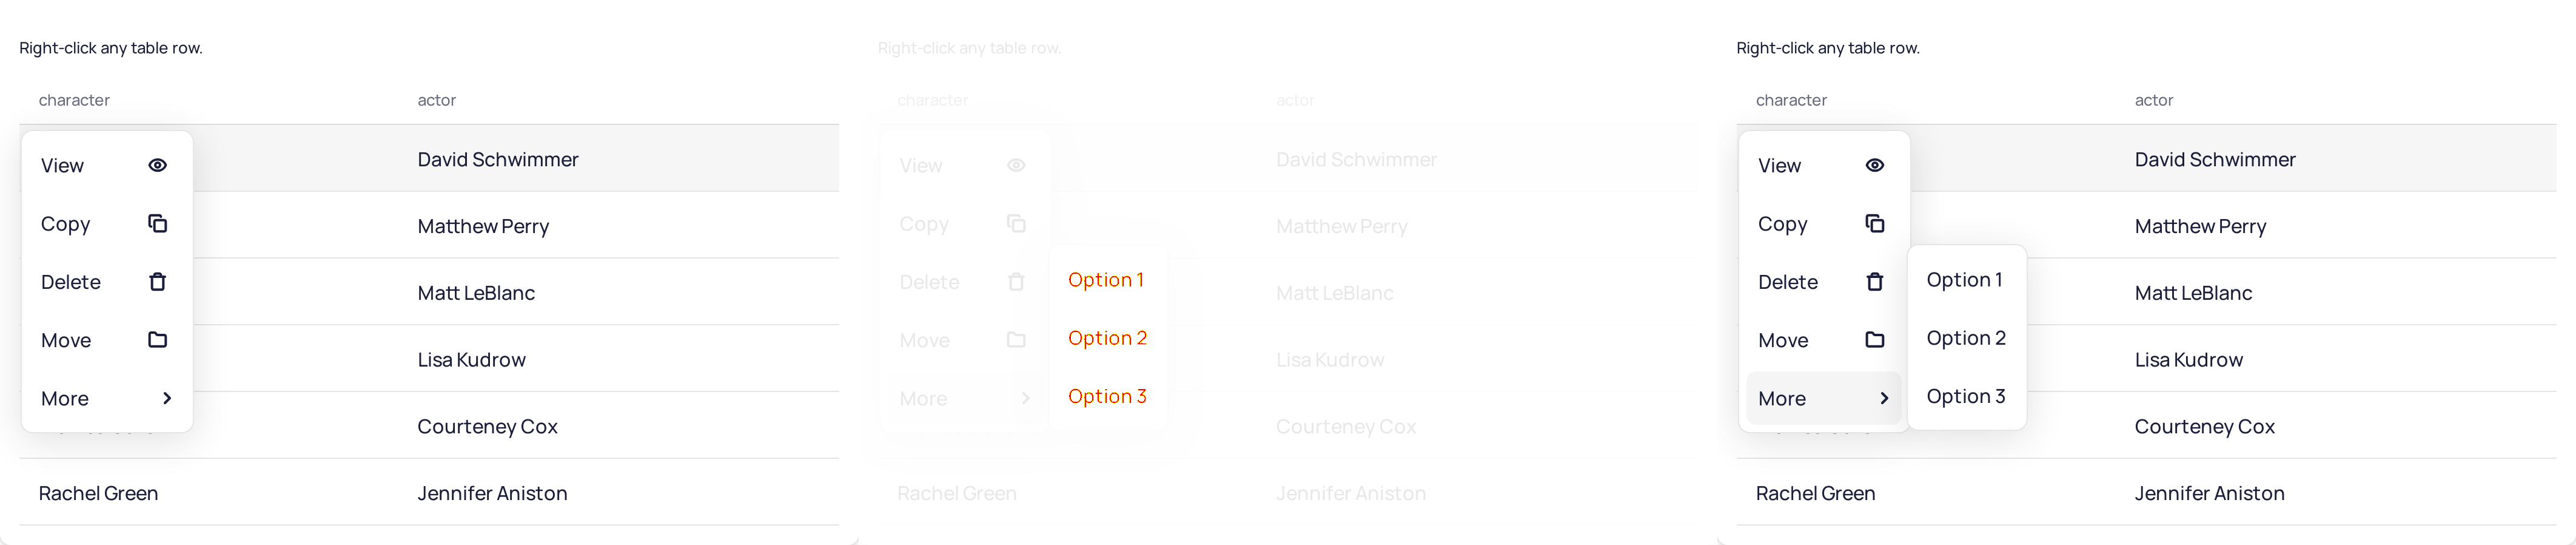 Right-click any table row.
character actor
View David Schwimmer
Copy Matthew Perry
Delete Matt LeBlanc
Move Lisa Kudrow
More Courteney Cox
Rachel Green Jennifer Aniston
Right-click any table row.
character actor
View David Schwimmer
Copy Matthew Perry
Delete Option 1 Matt LeBlanc
Move Option 2 Lisa Kudrow
More Option 3 Courteney Cox
Rachel Green Jennifer Aniston
Right-click any table row.
character actor
View David Schwimmer
Copy Matthew Perry
Delete Option 1 Matt LeBlanc
Move Option 2 Lisa Kudrow
More Option 3 Courteney Cox
Rachel Green Jennifer Aniston